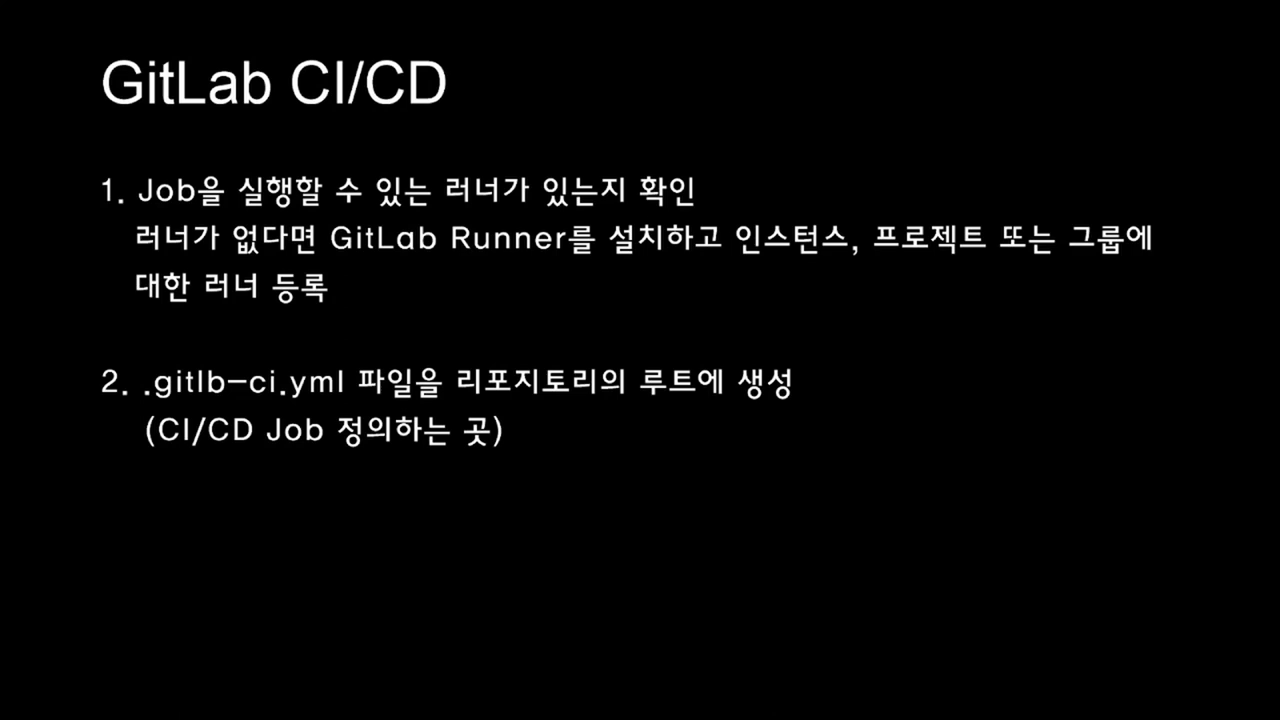 GitLab CI/CD
1. Job을 실행할 수 있는 러너가 있는지 확인
러너가 없다면 GitLab Runner를 설치하고 인스턴스, 프로젝트 또는 그룹에
대한 러너 등록
2. .gitlb-ci.yml 파일을 리포지토리의 루트에 생성
(CI/CD Job 정의하는 곳)